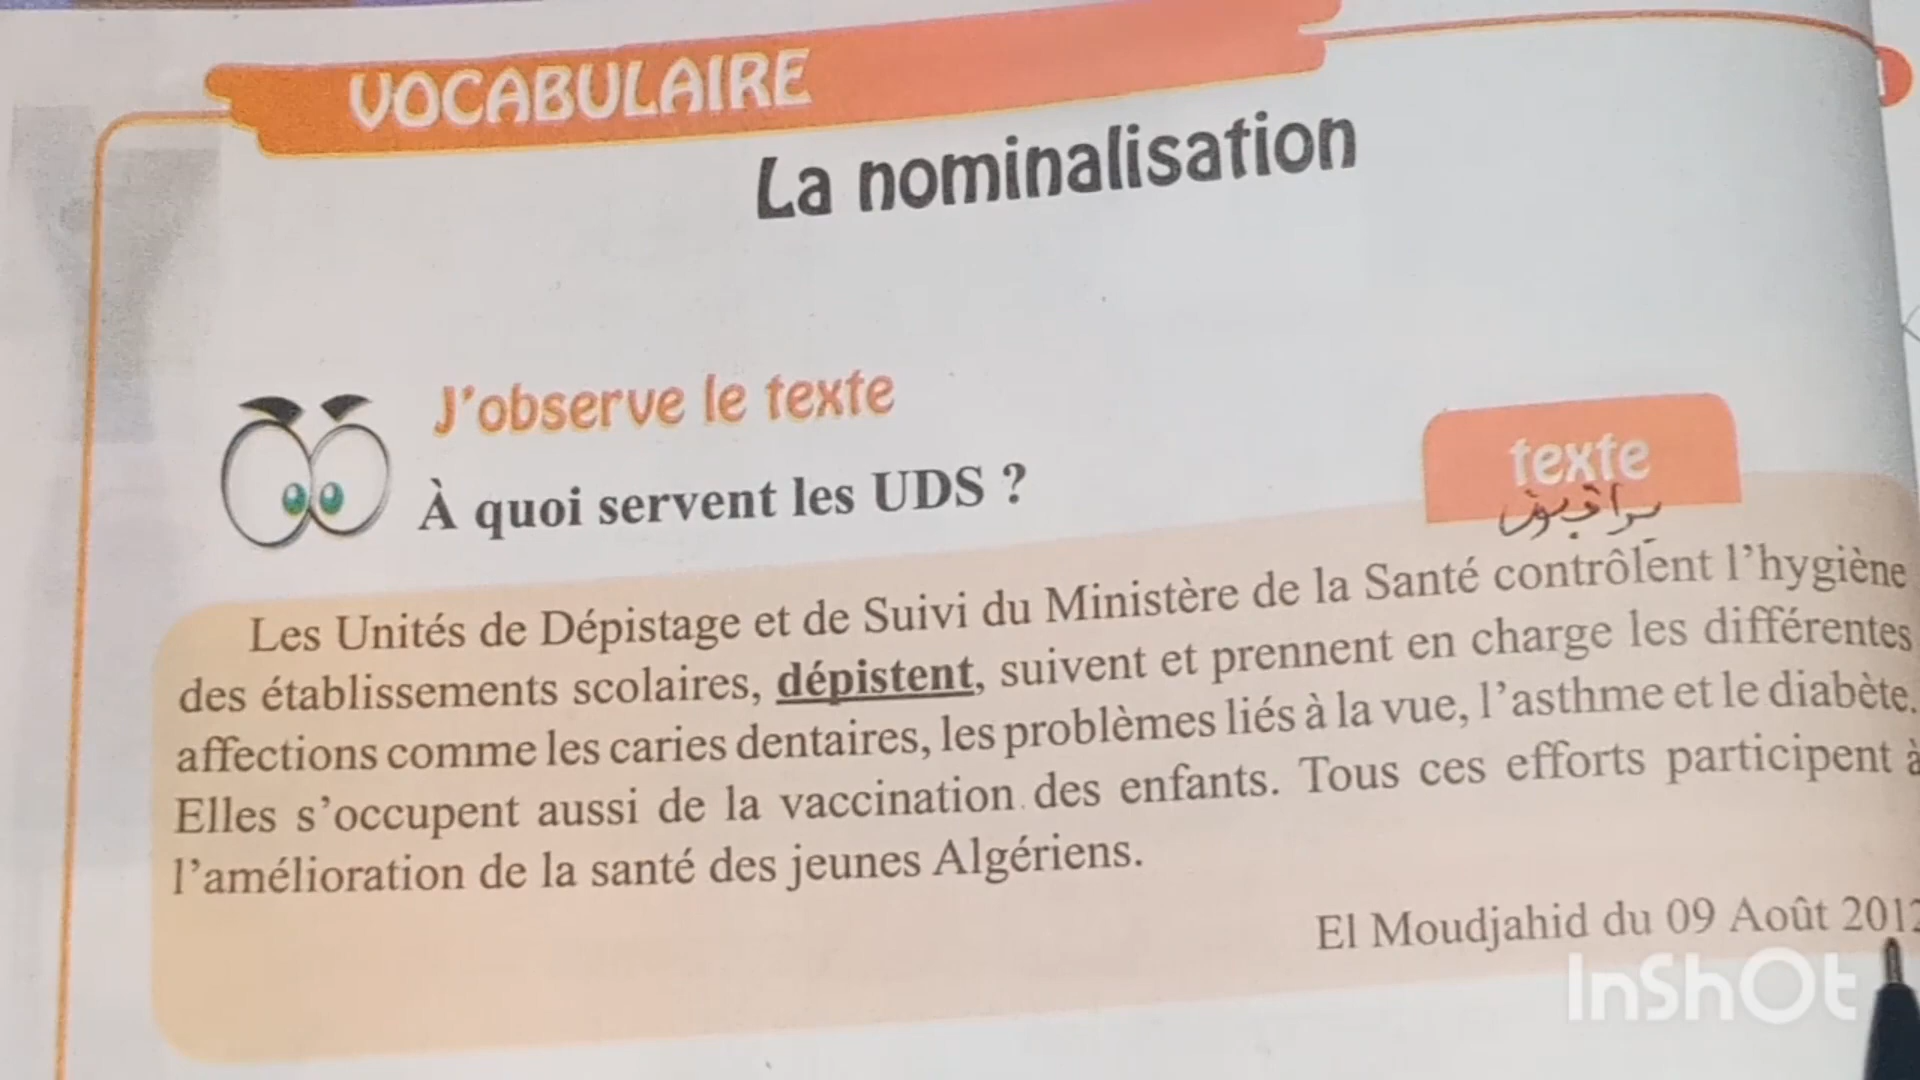 VOCABULAIRE
La nominalisation
J'observe le texte
À quoi servent les UDS ?
texte
يراقبون
Les Unités de Dépistage et de Suivi du Ministère de la Santé contrôlent l'hygiène
des établissements scolaires, dépistent, suivent et prennent en charge les différentes
affections comme les caries dentaires, les problèmes liés à la vue, l'asthme et le diabète.
Elles s'occupent aussi de la vaccination des enfants. Tous ces efforts participent à
l'amélioration de la santé des jeunes Algériens.
El Moudjahid du 09 Août 2012
InShOt